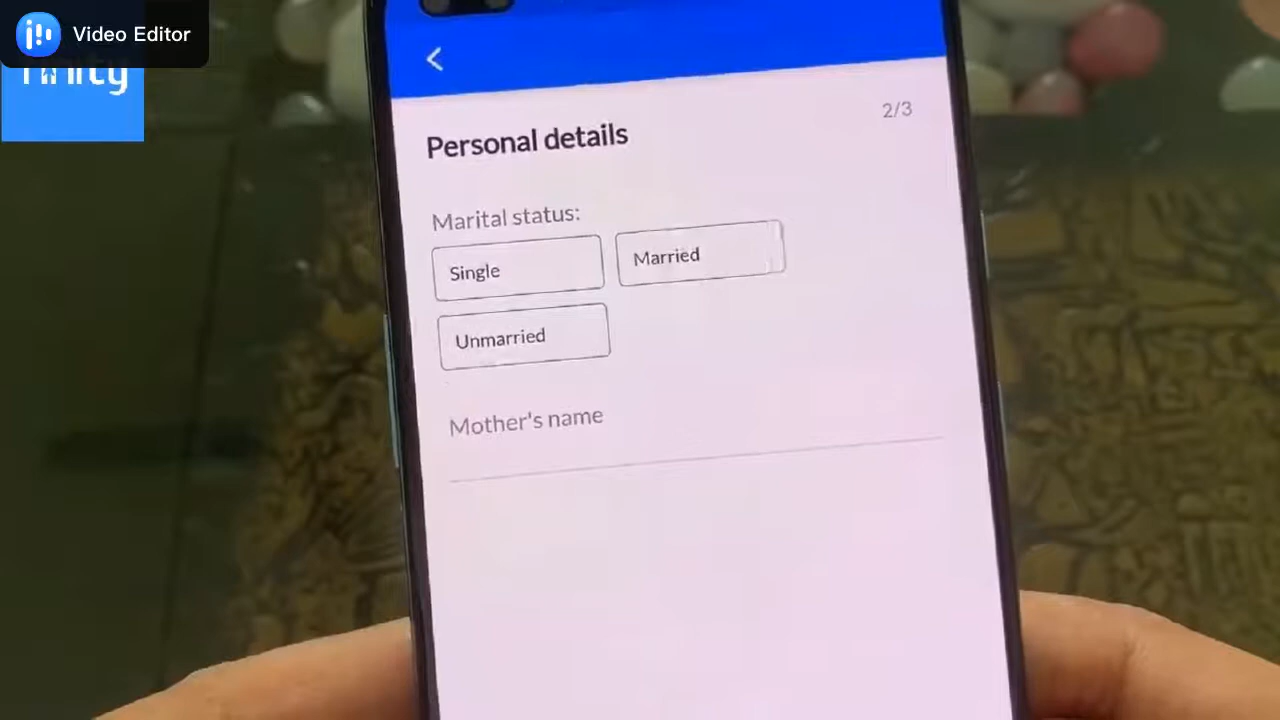 Video Editor
Personal details
2/3
Marital status:
Single
Married
Unmarried
Mother's name